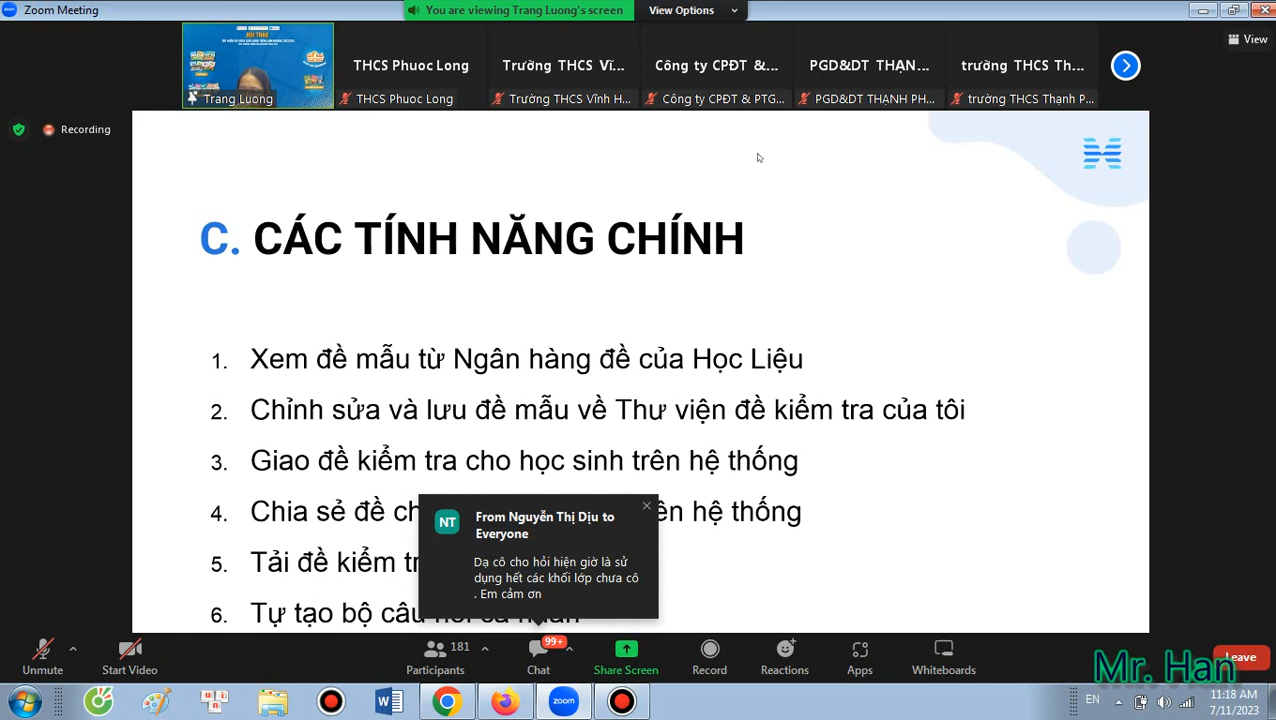 Zoom Meeting
You are viewing Trang Luong's screen
View Options
View
HỘI THẢO
THCS Phuoc Long
Trường THCS Vĩ...
Công ty CPĐT &...
PGD&DT THẠN...
trường THCS Th...
Trang Luong
THCS Phuoc Long
Trường THCS Vĩnh H...
Công ty CPĐT & PTG...
PGD&DT THẠNH PH...
trường THCS Thạnh P...
Recording
C. CÁC TÍNH NĂNG CHÍNH
1. Xem đề mẫu từ Ngân hàng đề của Học Liệu
2. Chỉnh sửa và lưu đề mẫu về Thư viện đề kiểm tra của tôi
3. Giao đề kiểm tra cho học sinh trên hệ thống
4. Chia sẻ đề hệ thống
5. Tải đề kiểm
6. Tự tạo bộ
NT
From Nguyễn Thị Dịu to
Everyone
Dạ cô cho hỏi hiện giờ là sử
dụng hết các khối lớp chưa cô
. Em cảm ơn
Unmute
Start Video
Participants
181
Chat
99+
Share Screen
Record
Reactions
Apps
Whiteboards
Leave
Mr. Han
EN
11:18 AM
7/11/2023